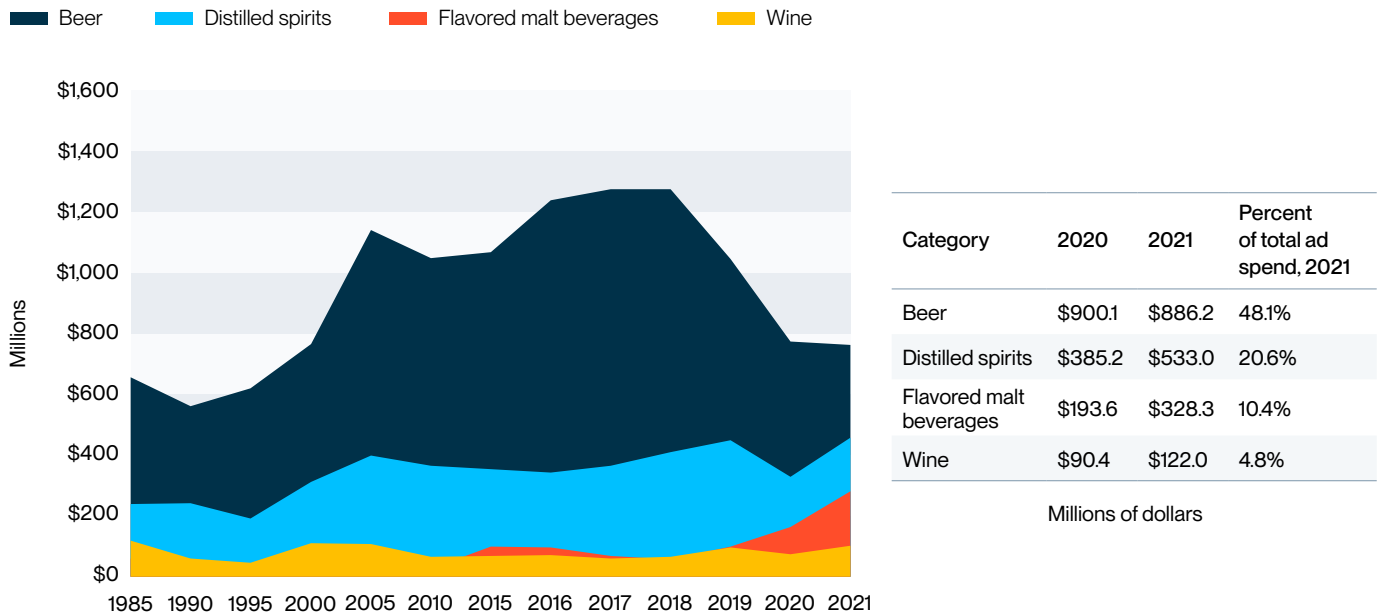 Beer Distilled spirits Flavored malt beverages Wine
$1,600
$1,400
$1,200
$1,000
$800
$600
$400
$200
$0
Millions
1985 1990 1995 2000 2005 2010 2015 2016 2017 2018 2019 2020 2021
Category 2020 2021 Percent
of total ad
spend, 2021
Beer $900.1 $886.2 48.1%
Distilled spirits $385.2 $533.0 20.6%
Flavored malt
beverages $193.6 $328.3 10.4%
Wine $90.4 $122.0 4.8%
Millions of dollars